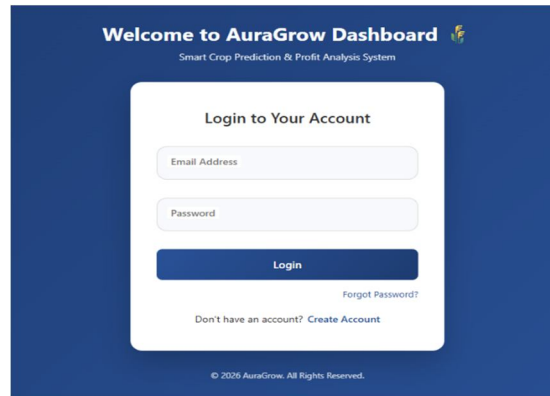 Welcome to AuraGrow Dashboard
Smart Crop Prediction & Profit Analysis System
Login to Your Account
Email Address
Password
Login
Forgot Password?
Don't have an account? Create Account
© 2026 AuraGrow. All Rights Reserved.